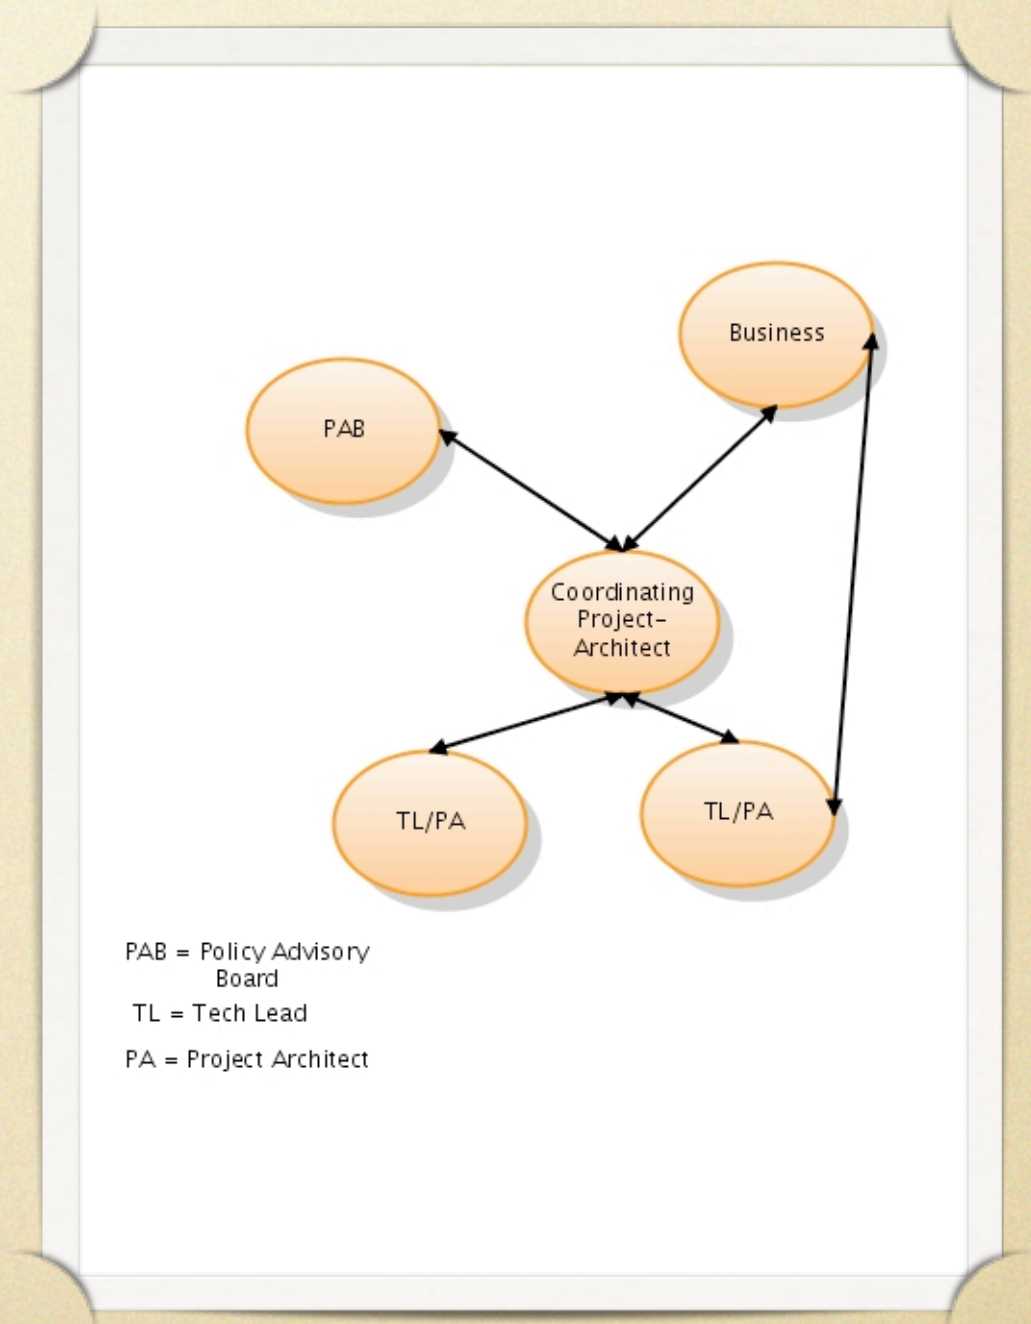 Business
PAB
Coordinating
Project-
Architect
TL/PA
TL/PA
PAB = Policy Advisory
Board
TL = Tech Lead
PA = Project Architect